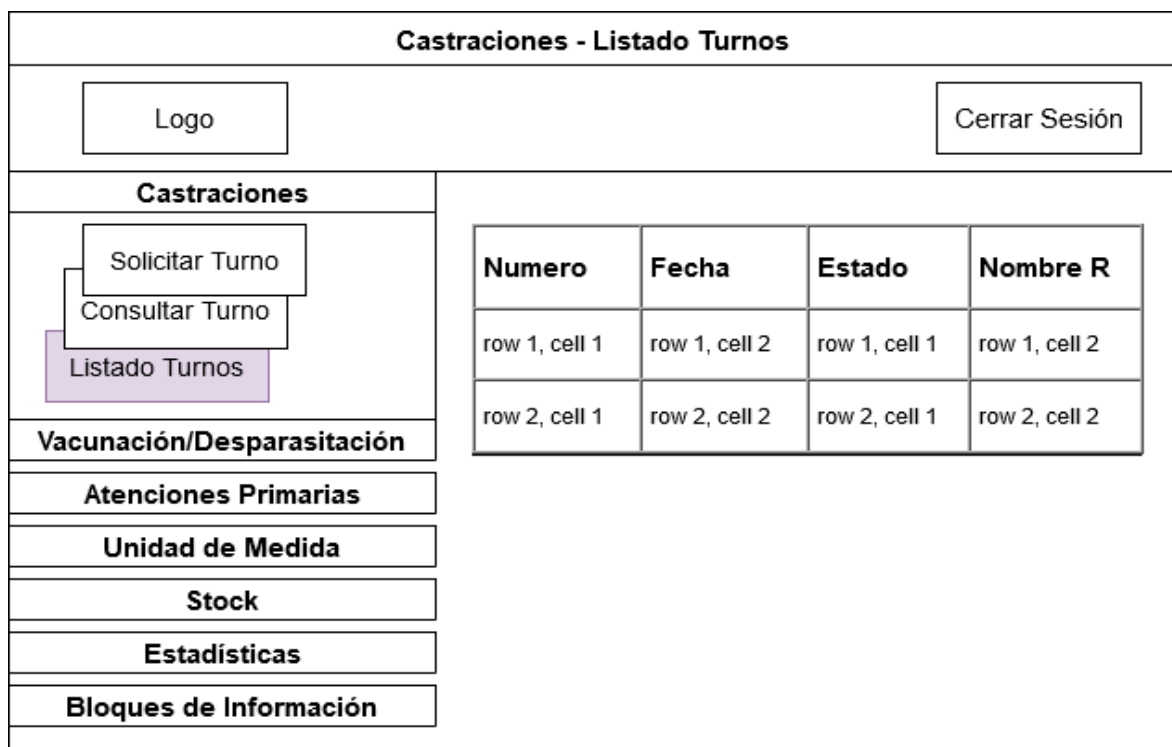 Castraciones - Listado Turnos
Logo
Cerrar Sesión
Castraciones
Solicitar Turno
Consultar Turno
Listado Turnos
Vacunación/Desparasitación
Atenciones Primarias
Unidad de Medida
Stock
Estadísticas
Bloques de Información
Numero Fecha Estado Nombre R
row 1, cell 1 row 1, cell 2 row 1, cell 1 row 1, cell 2
row 2, cell 1 row 2, cell 2 row 2, cell 1 row 2, cell 2